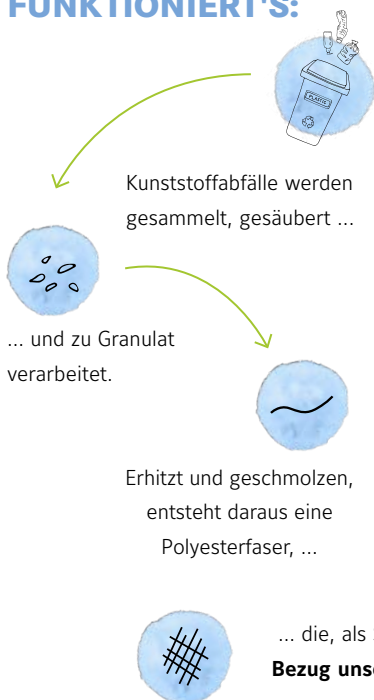 FUNKTIONIERT'S:
PLASTIK
Kunststoffabfälle werden
gesammelt, gesäubert ...
... und zu Granulat
verarbeitet.
Erhitzt und geschmolzen,
entsteht daraus eine
Polyesterfaser, ...
... die, als
Bezug